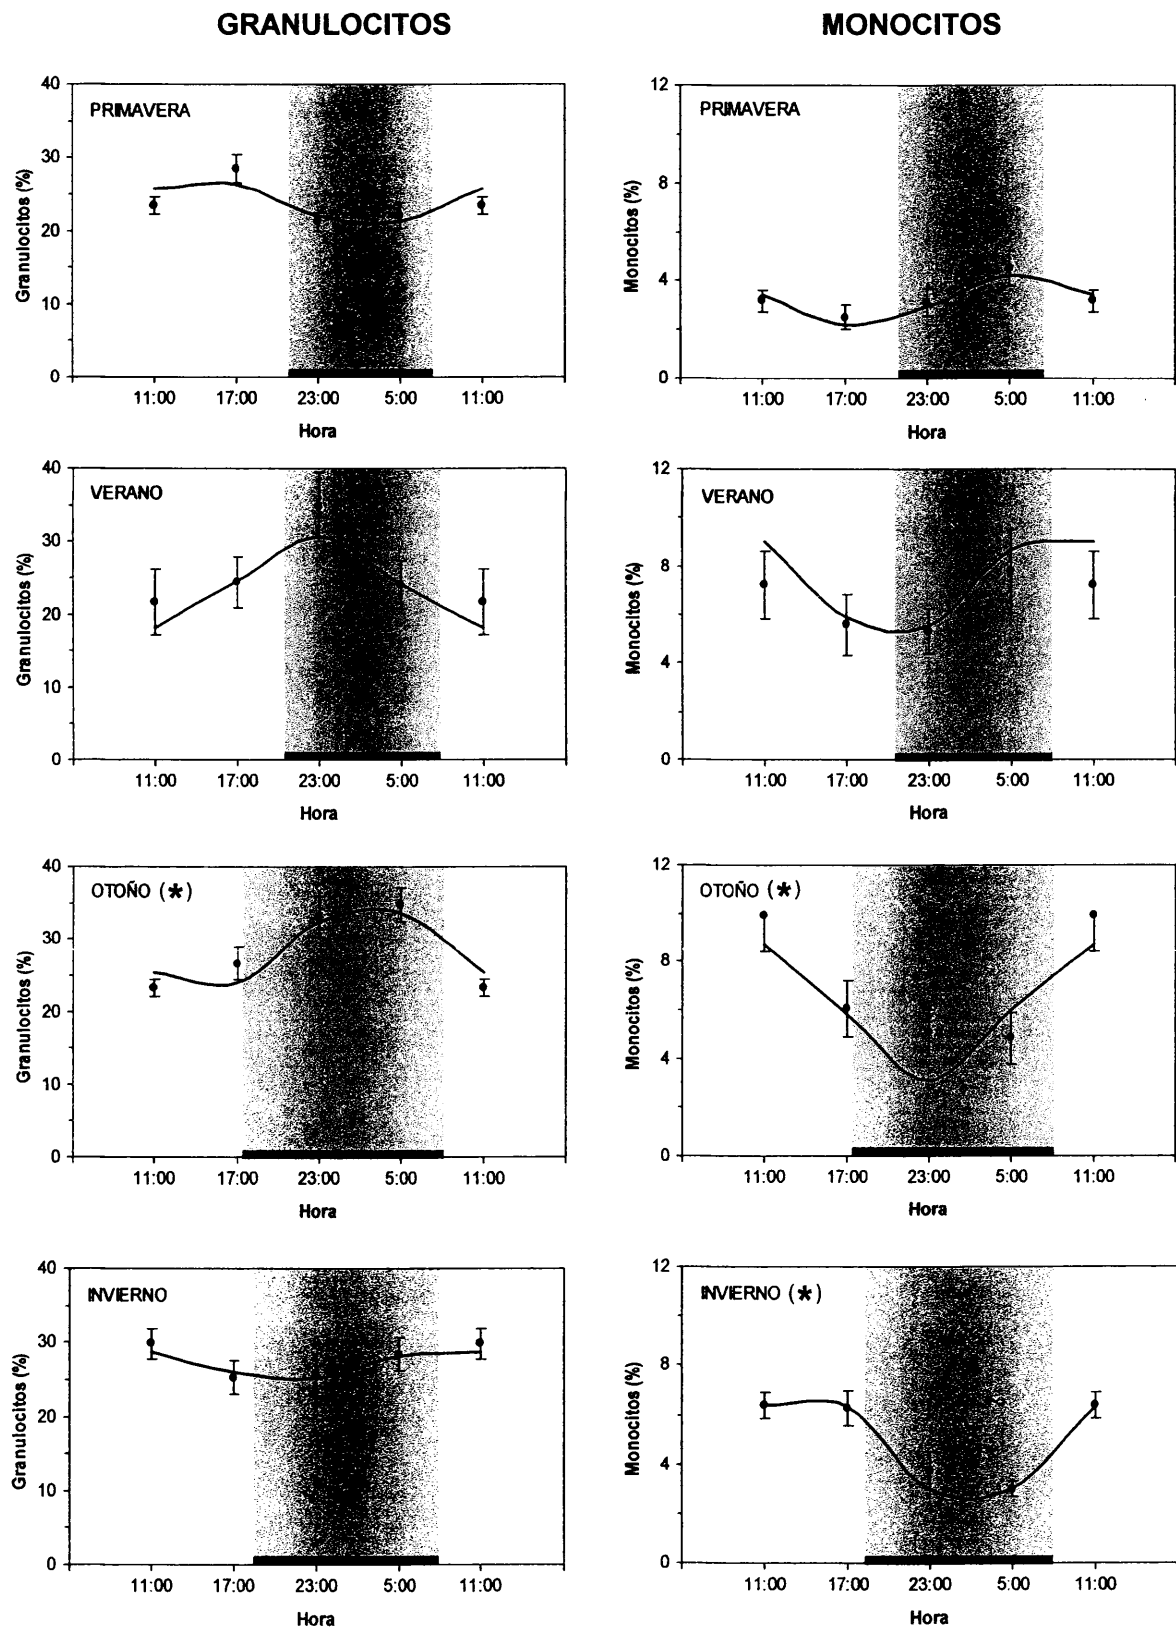 GRANULOCITOS
MONOCITOS
PRIMAVERA
Granulocitos (%)
40
30
20
10
0
11:00 17:00 23:00 5:00 11:00
Hora
PRIMAVERA
Monocitos (%)
12
8
4
0
11:00 17:00 23:00 5:00 11:00
Hora
VERANO
Granulocitos (%)
40
30
20
10
0
11:00 17:00 23:00 5:00 11:00
Hora
VERANO
Monocitos (%)
12
8
4
0
11:00 17:00 23:00 5:00 11:00
Hora
OTOÑO (*)
Granulocitos (%)
40
30
20
10
0
11:00 17:00 23:00 5:00 11:00
Hora
OTOÑO (*)
Monocitos (%)
12
8
4
0
11:00 17:00 23:00 5:00 11:00
Hora
INVIERNO
Granulocitos (%)
40
30
20
10
0
11:00 17:00 23:00 5:00 11:00
Hora
INVIERNO (*)
Monocitos (%)
12
8
4
0
11:00 17:00 23:00 5:00 11:00
Hora